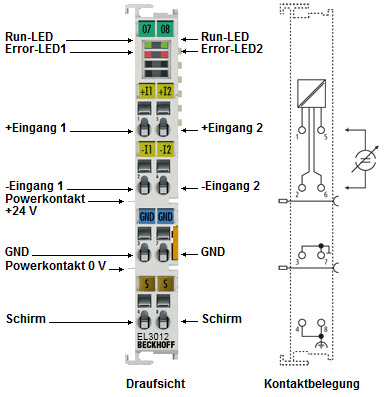 07 08
Run-LED Run-LED
Error-LED1 Error-LED2
+I1 +I2
+Eingang 1 +Eingang 2
-I1 -I2
-Eingang 1 -Eingang 2
Powerkontakt
+24 V
GND GND
GND GND
Powerkontakt 0 V
S S
Schirm Schirm
EL3012
BECKHOFF
1 5
2 6
3 7
4 8
Draufsicht Kontaktbelegung